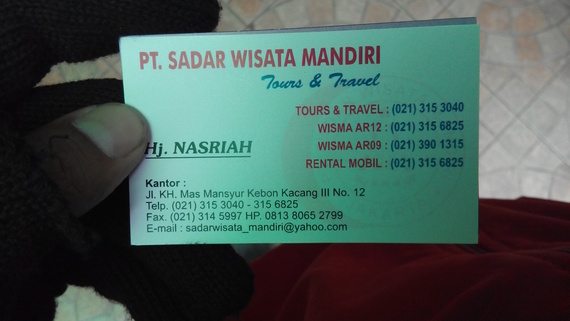 PT. SADAR WISATA MANDIRI
Tours & Travel
TOURS & TRAVEL : (021) 315 3040
WISMA AR12 : (021) 315 6825
WISMA AR09 : (021) 390 1315
RENTAL MOBIL : (021) 315 6825
Hj. NASRIAH
Kantor :
Jl. KH. Mas Mansyur Kebon Kacang III No. 12
Telp. (021) 315 3040 - 315 6825
Fax. (021) 314 5997 HP. 0813 8065 2799
E-mail : sadarwisata_mandiri@yahoo.com